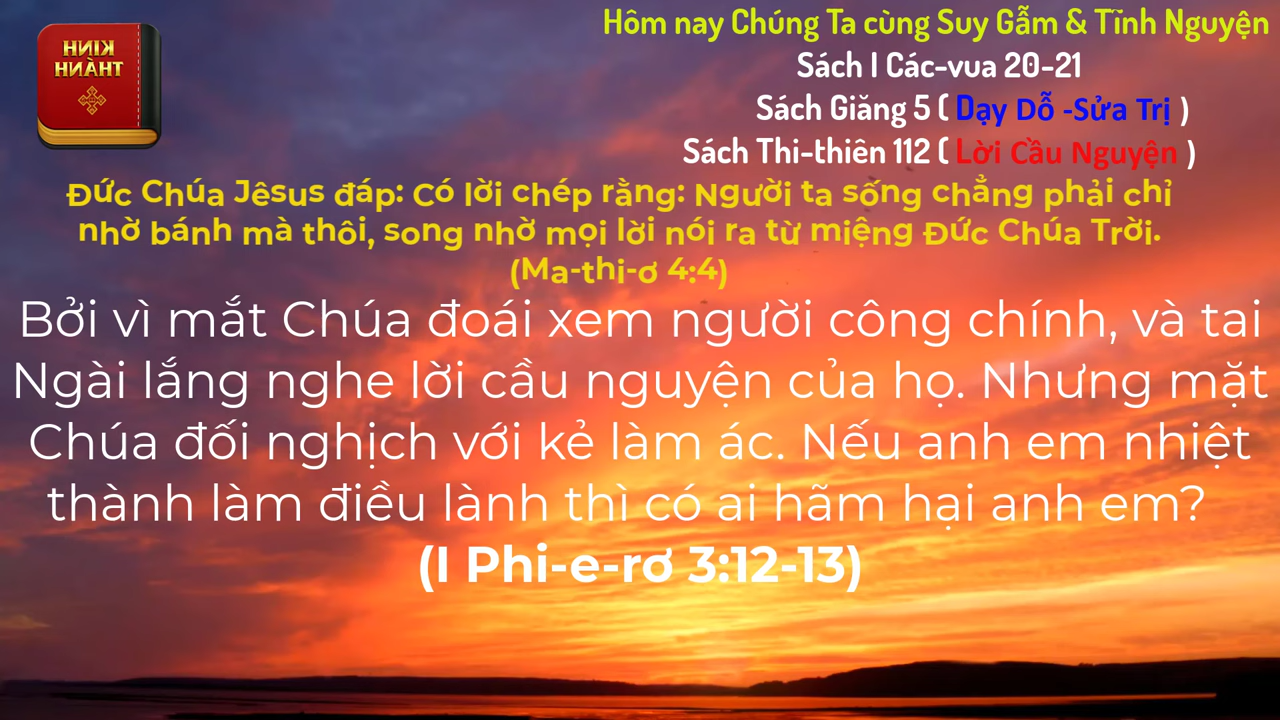 KINH
THÀNH
Hôm nay Chúng Ta cùng Suy Gẫm & Tĩnh Nguyện
Sách I Các-vua 20-21
Sách Giăng 5 ( Dạy Dỗ -Sửa Trị )
Sách Thi-thiên 112 ( Lời Cầu Nguyện )
Đức Chúa Jêsus đáp: Có lời chép rằng: Người ta sống chẳng phải chỉ
nhờ bánh mà thôi, song nhờ mọi lời nói ra từ miệng Đức Chúa Trời.
(Ma-thi-ơ 4:4)
Bởi vì mắt Chúa đoái xem người công chính, và tai
Ngài lắng nghe lời cầu nguyện của họ. Nhưng mặt
Chúa đối nghịch với kẻ làm ác. Nếu anh em nhiệt
thành làm điều lành thì có ai hãm hại anh em?
(I Phi-e-rơ 3:12-13)